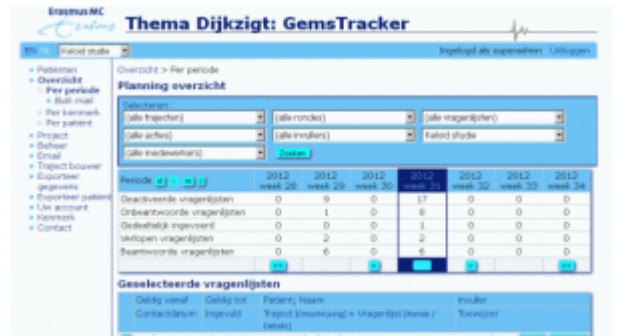 Erasmus MC
Erasmus
Thema Dijkzigt: GemsTracker
EN NL Keloid studie
Ingelogd als superadmin Uitloggen
Patienten
Overzicht
Per periode
Bulk mail
Per kenmerk
Per patiënt
Project
Beheer
Email
Traject bouwer
Exporteer gegevens
Exporteer patient
Uw account
Kenmerk
Contact
Overzicht > Per periode
Planning overzicht
Selecteren:
(alle trajecten) (alle rondes) (alle vragenlijsten)
(alle acties) (alle invullers) Keloid studie
(alle medewerkers) Zoeken
Periode 2012 week 28 2012 week 29 2012 week 30 2012 week 31 2012 week 32 2012 week 33 2012 week 34
Geactiveerde vragenlijsten 0 9 0 17 0 0 0
Onbeantwoorde vragenlijsten 0 1 0 8 0 0 0
Gedeeltelijk ingevoerd 0 0 0 1 0 0 0
Verlopen vragenlijsten 0 2 0 2 0 0 0
Beantwoorde vragenlijsten 0 6 0 6 0 0 0
Geselecteerde vragenlijsten
Geldig vanaf Geldig tot Patient; Naam Invuller
Contactdatum Ingevuld Traject (omschrijving) » Vragenlijst (Ronde / Details) Toewijzer